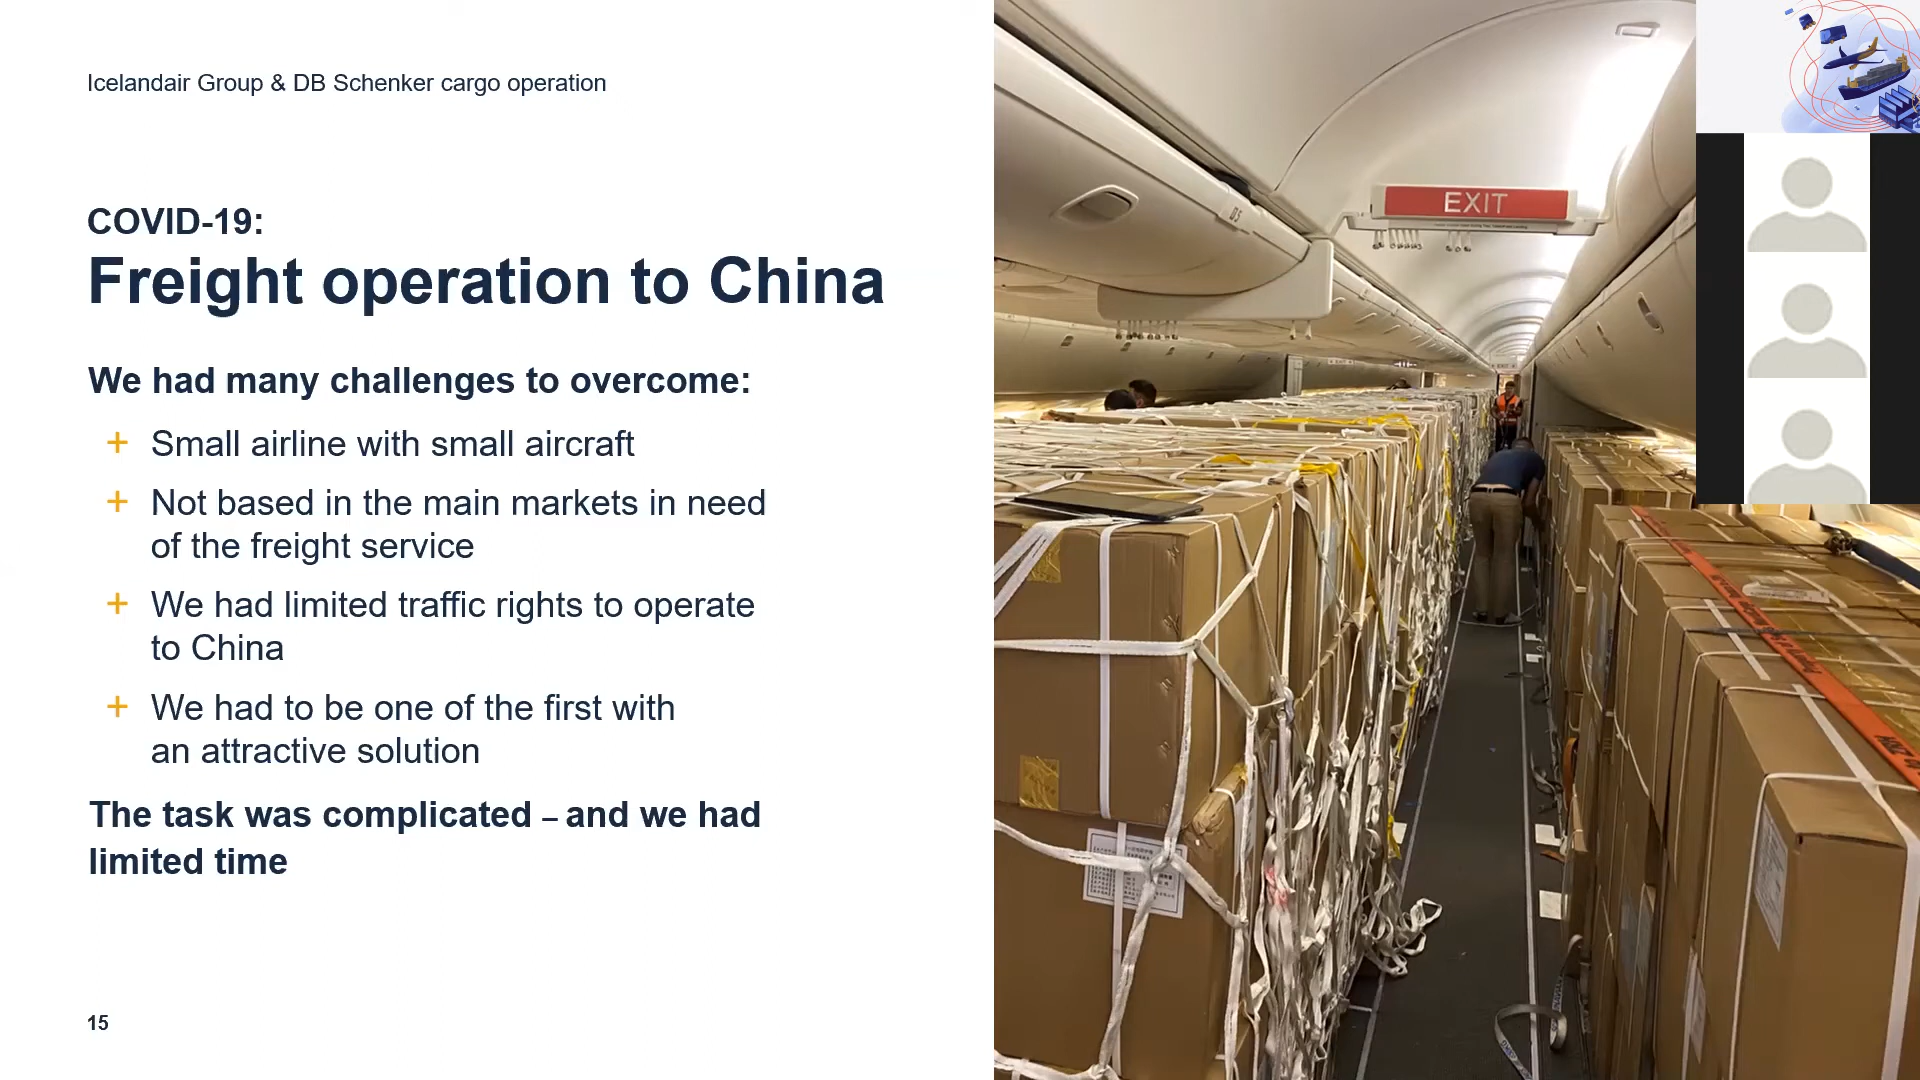 Icelandair Group & DB Schenker cargo operation
COVID-19:
Freight operation to China
We had many challenges to overcome:
+ Small airline with small aircraft
+ Not based in the main markets in need
of the freight service
+ We had limited traffic rights to operate
to China
+ We had to be one of the first with
an attractive solution
The task was complicated – and we had
limited time
15
EXIT